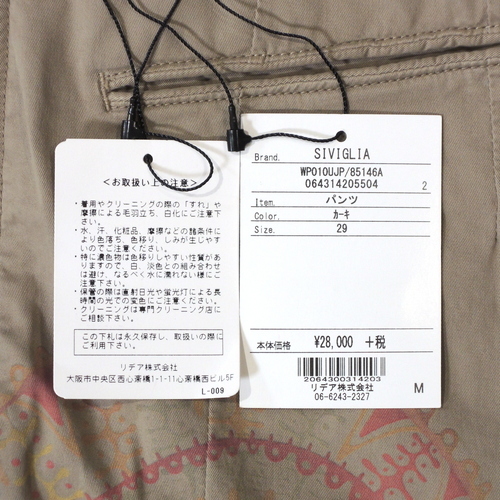 ＜お取扱い上の注意＞
・着用やクリーニングの際の「すれ」や
摩擦による毛羽立ち、白化にご注意下
さい。
・水、汗、化粧品、摩擦などの諸条件に
より色落ち、色移り、しみが生じやす
いのでご注意ください。
・特に濃色物は色移りしやすい性質があ
りますので、白、淡色との組み合わせ
は避け、なるべく水に濡れない様にご
注意下さい。
・保管の際は直射日光や蛍光灯による長
時間の光での変色にご注意下さい。
・クリーニングは専門クリーニング店に
ご相談下さい。
この下札は永久保存し、取扱いの際に
ご利用下さい。
リデア株式会社
大阪市中央区西心斎橋1-1-11心斎橋西ビル5F
L-009
Brand. SIVIGLIA
WP010UJP/85146A
064314205504 2
Item. パンツ
Color. カーキ
Size. 29
本体価格 ¥28,000 +税
2064300314203
リデア株式会社 M
06-6243-2327